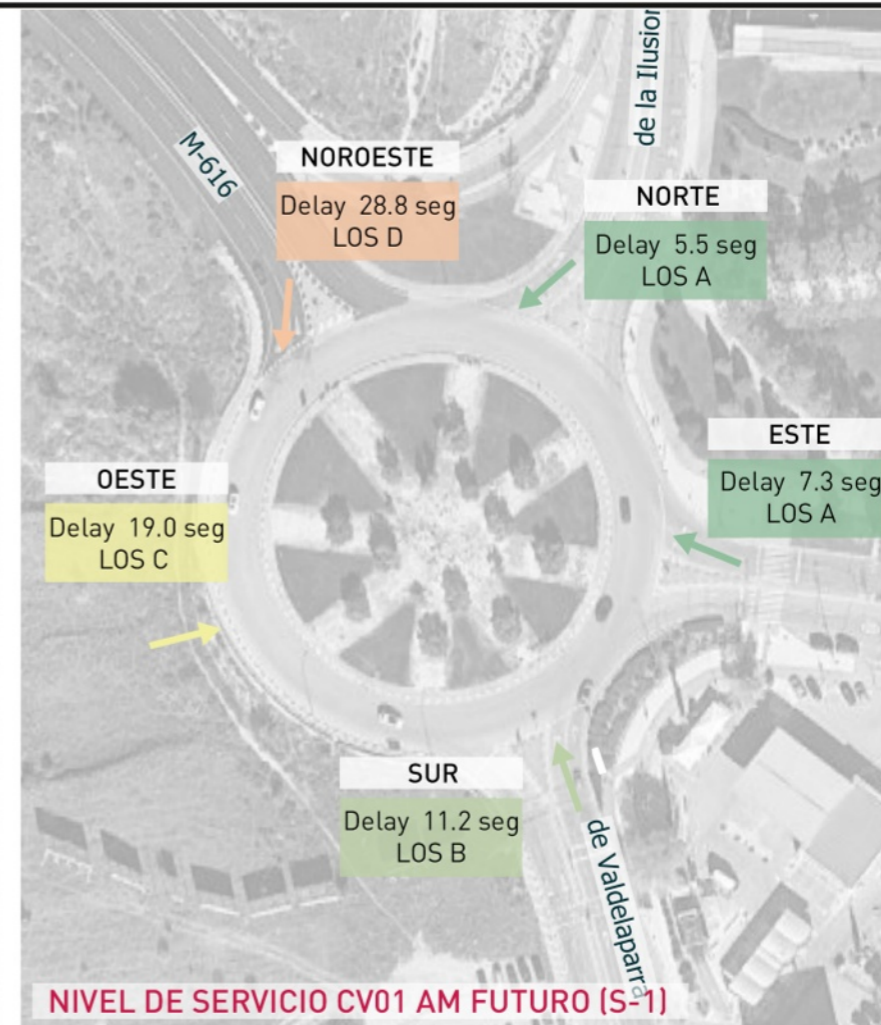 de la Ilusion
M-616
NOROESTE
Delay 28.8 seg
LOS D
NORTE
Delay 5.5 seg
LOS A
ESTE
Delay 7.3 seg
LOS A
OESTE
Delay 19.0 seg
LOS C
SUR
Delay 11.2 seg
LOS B
de Valdelaparra
NIVEL DE SERVICIO CV01 AM FUTURO (S-1)